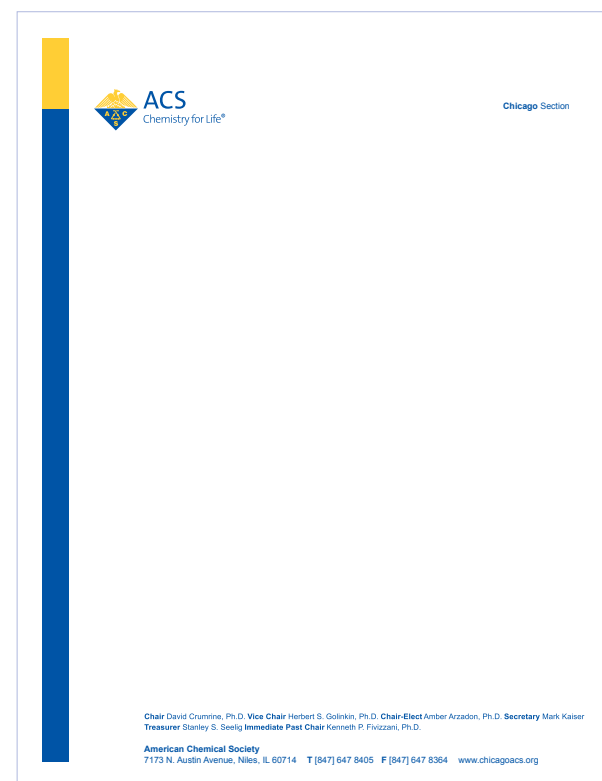 ACS
Chemistry for Life®
A C S
Chicago Section
Chair David Crumrine, Ph.D. Vice Chair Herbert S. Golinkin, Ph.D. Chair-Elect Amber Arzadon, Ph.D. Secretary Mark Kaiser
Treasurer Stanley S. Seelig Immediate Past Chair Kenneth P. Fivizzani, Ph.D.
American Chemical Society
7173 N. Austin Avenue, Niles, IL 60714 T [847] 647 8405 F [847] 647 8364 www.chicagoacs.org